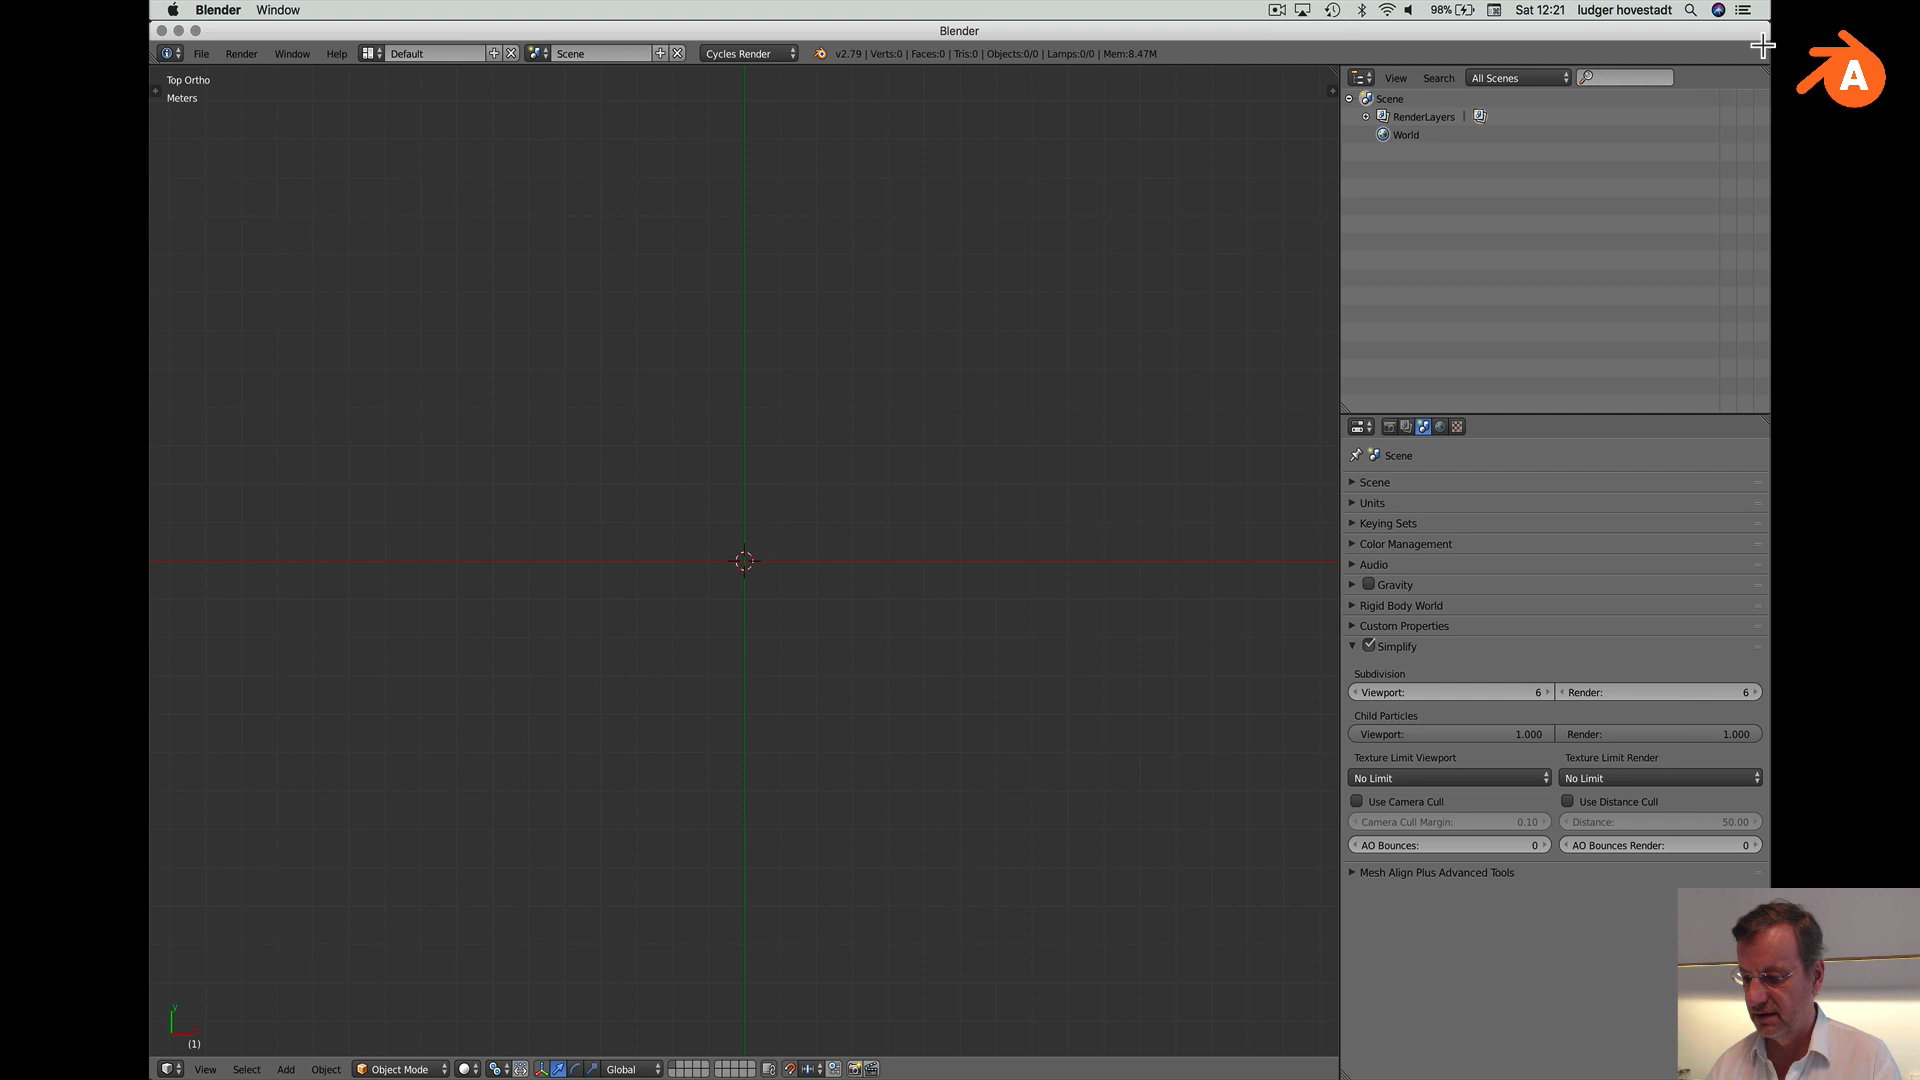 Blender Window
98% Sat 12:21 ludger hovestadt
Blender
File Render Window Help Default Scene Cycles Render v2.79 | Verts:0 | Faces:0 | Tris:0 | Objects:0/0 | Lamps:0/0 | Mem:8.47M
Top Ortho
Meters
View Search All Scenes
Scene
RenderLayers |
World
Scene
Scene
Units
Keying Sets
Color Management
Audio
Gravity
Rigid Body World
Custom Properties
Simplify
Subdivision
Viewport: 6 Render: 6
Child Particles
Viewport: 1.000 Render: 1.000
Texture Limit Viewport Texture Limit Render
No Limit No Limit
Use Camera Cull Use Distance Cull
Camera Cull Margin: 0.10 Distance: 50.00
AO Bounces: 0 AO Bounces Render: 0
Mesh Align Plus Advanced Tools
y
(1)
View Select Add Object Object Mode Global
A